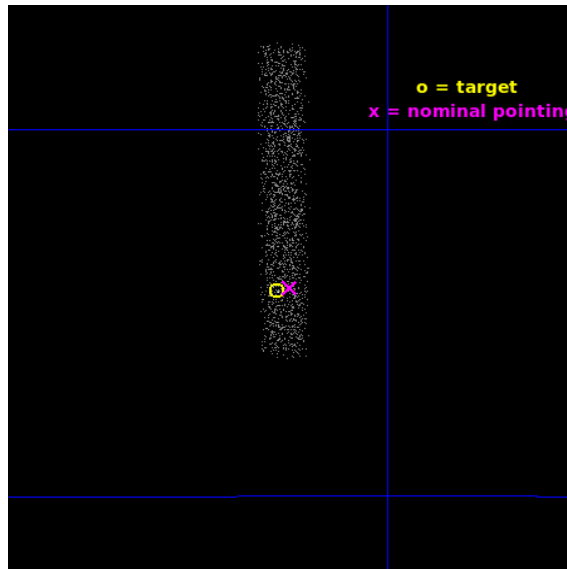 o = target
x = nominal pointing